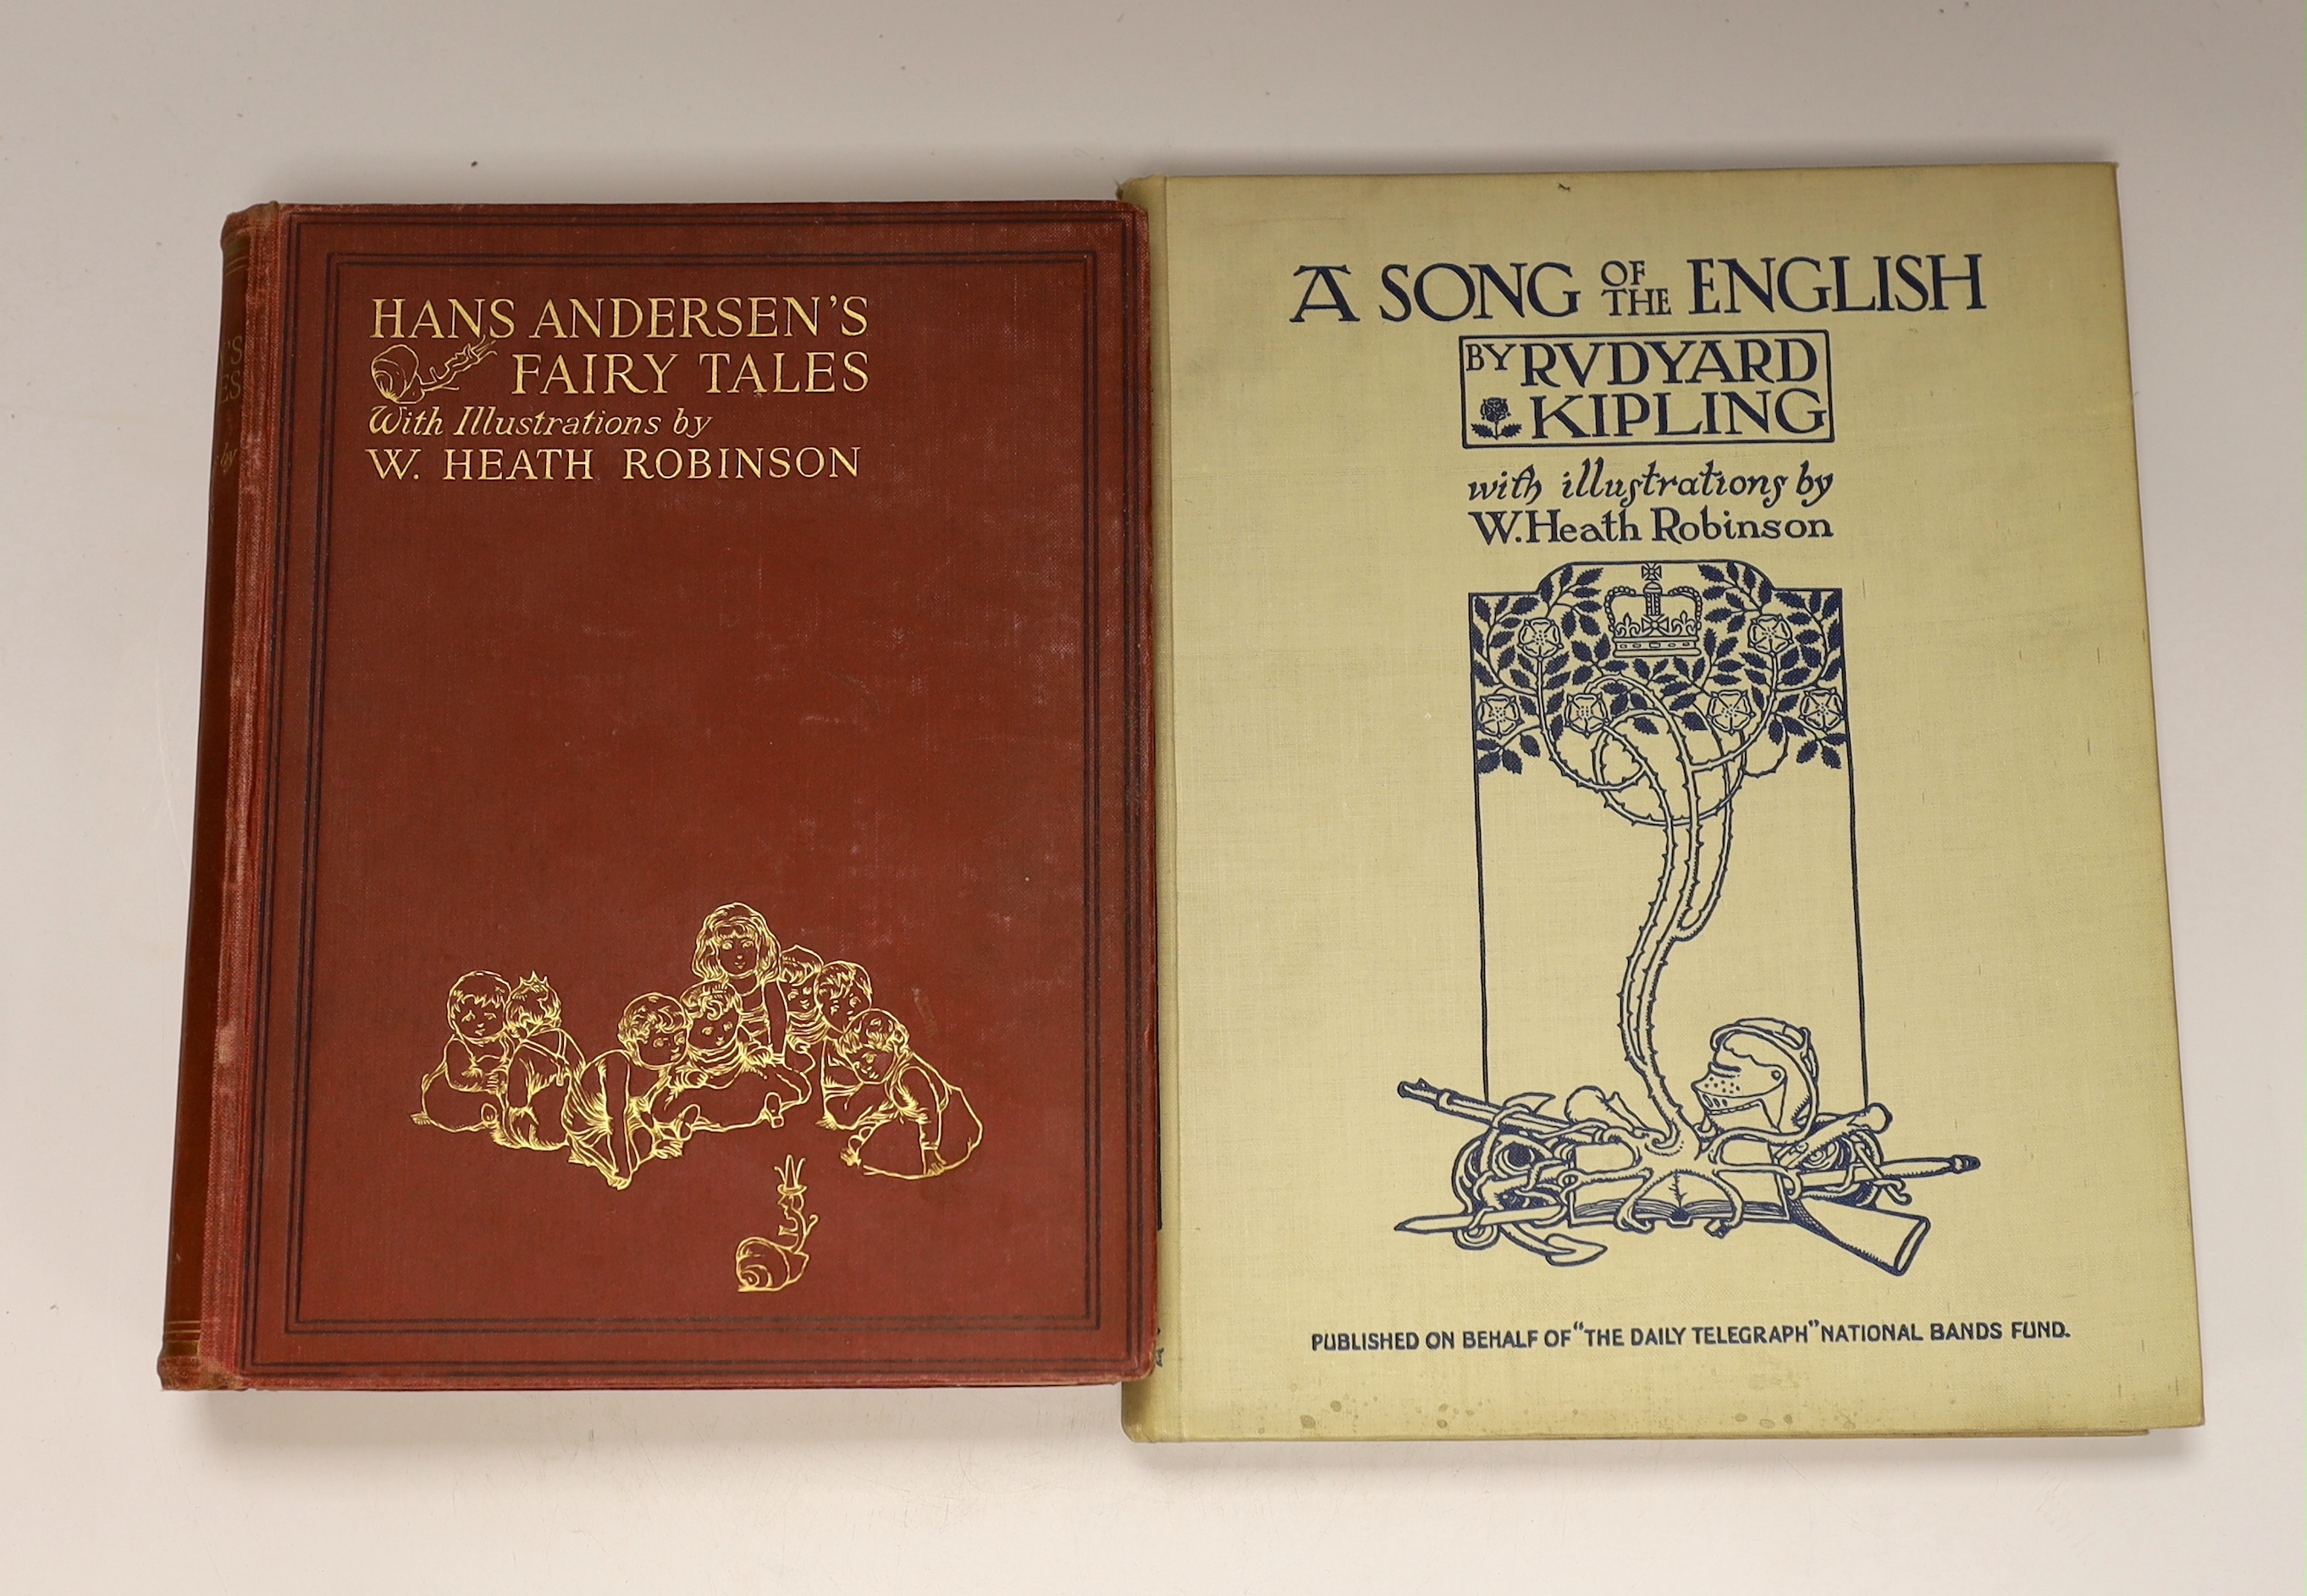 HANS ANDERSEN'S
FAIRY TALES
With Illustrations by
W. HEATH ROBINSON
A SONG OF THE ENGLISH
BY RVDYARD
KIPLING
with illustrations by
W. Heath Robinson
PUBLISHED ON BEHALF OF "THE DAILY TELEGRAPH" NATIONAL BANDS FUND.